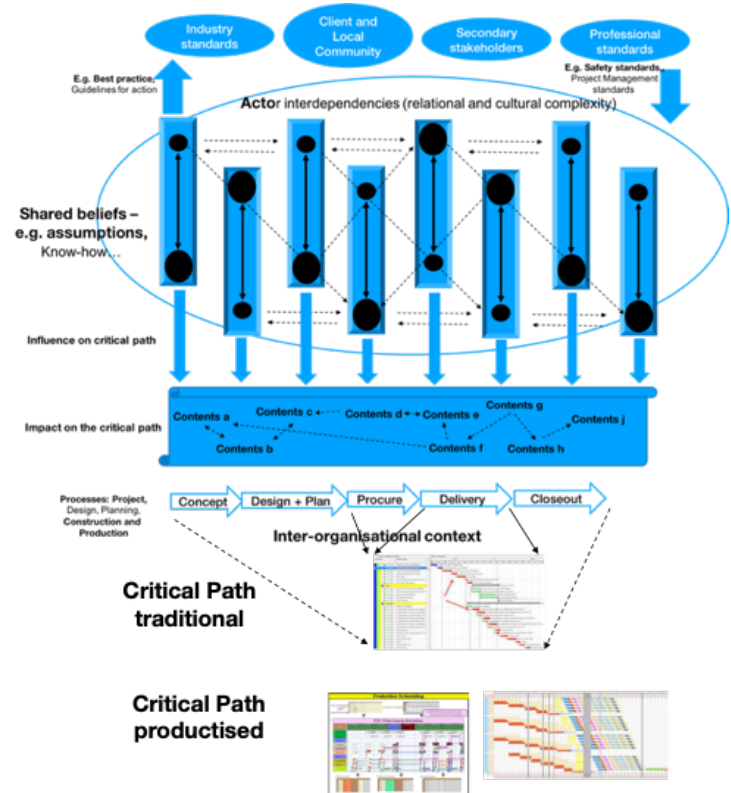 Industry
standards
Client and
Local
Community
Secondary
stakeholders
Professional
standards
E.g. Best practice,
Guidelines for action
E.g. Safety standards,
Project Management
standards
Actor interdependencies (relational and cultural complexity)
Shared beliefs –
e.g. assumptions,
Know-how…
Influence on critical path
Impact on the critical path
Contents a
Contents b
Contents c
Contents d
Contents e
Contents f
Contents g
Contents h
Contents j
Processes: Project,
Design, Planning,
Construction and
Production
Concept
Design + Plan
Procure
Delivery
Closeout
Inter-organisational context
Critical Path
traditional
Critical Path
productised
Production Scheduling